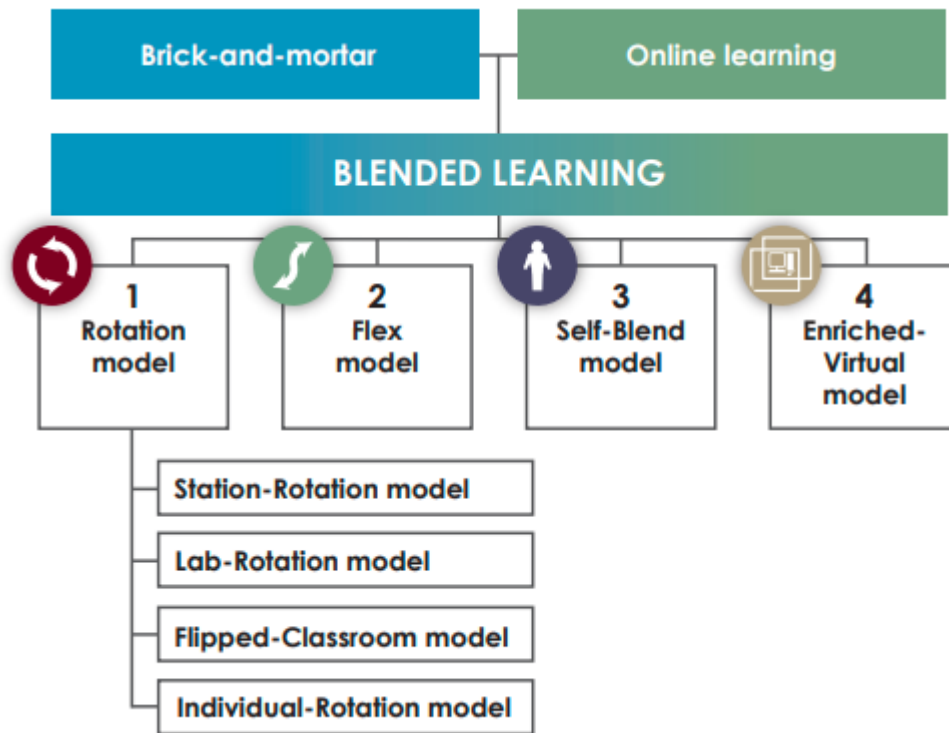 Brick-and-mortar
Online learning
BLENDED LEARNING
1
Rotation
model
2
Flex
model
3
Self-Blend
model
4
Enriched-
Virtual
model
Station-Rotation model
Lab-Rotation model
Flipped-Classroom model
Individual-Rotation model